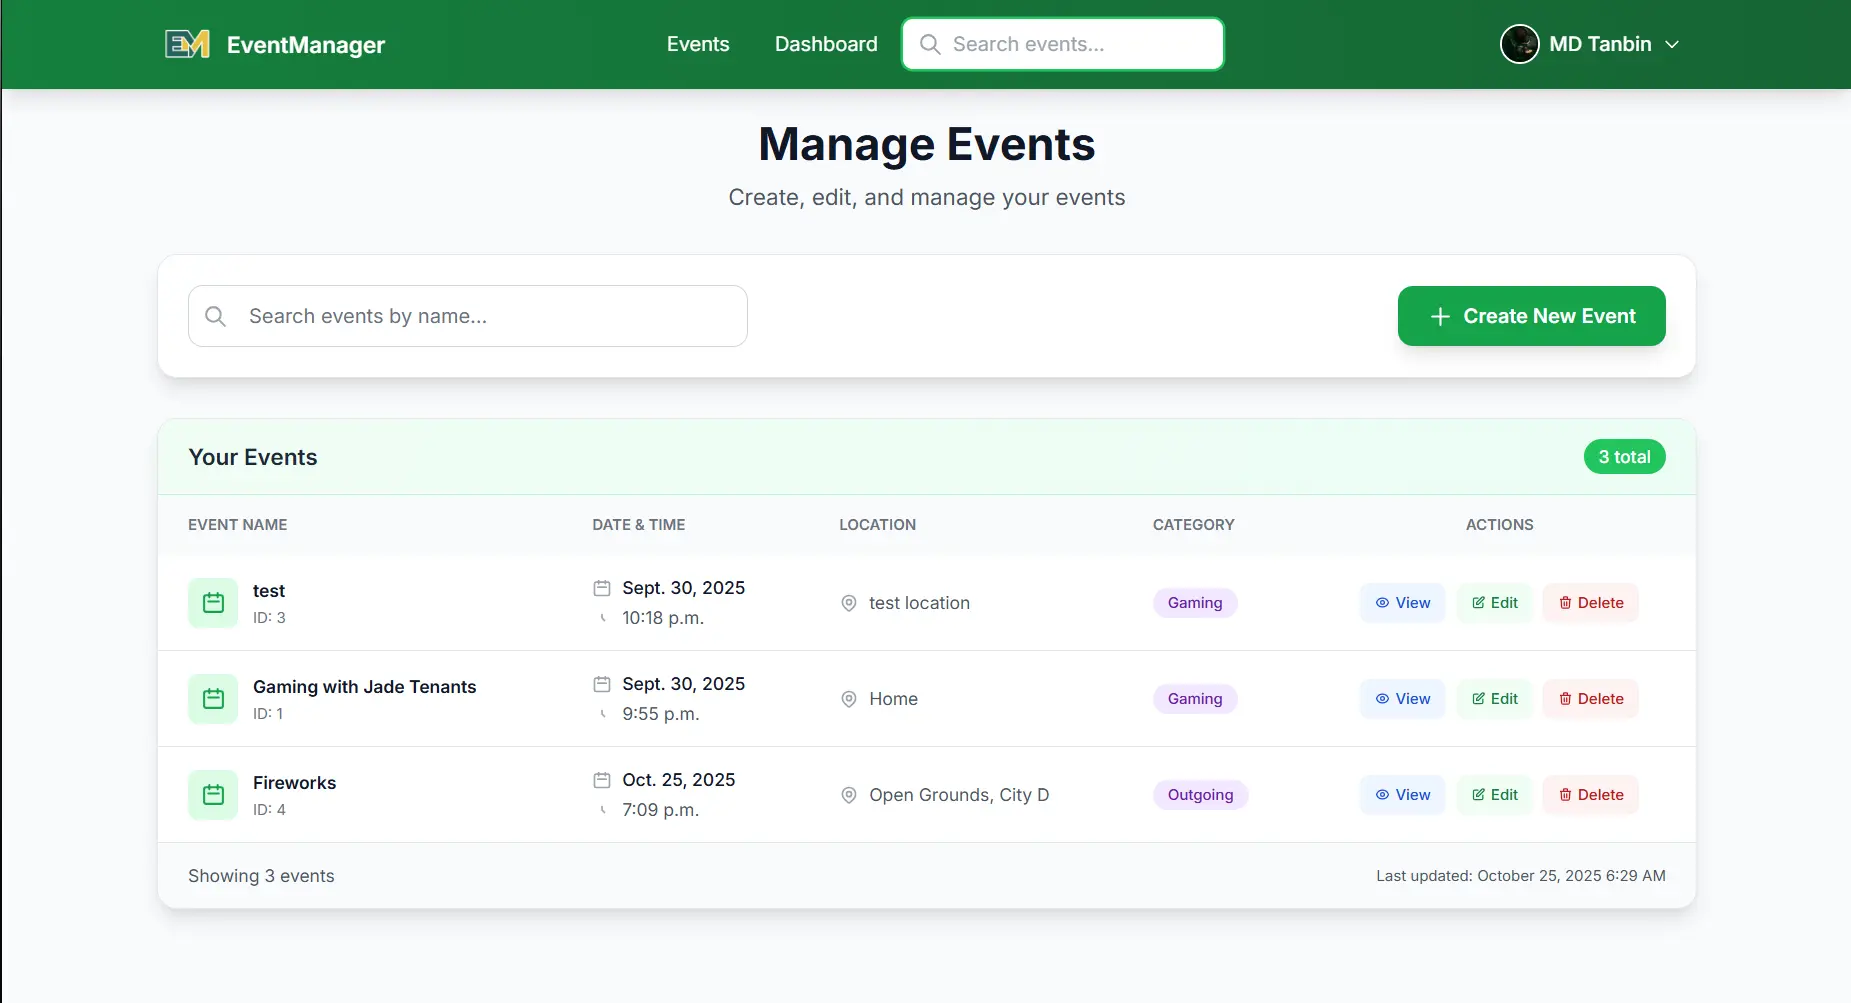 EM EventManager Events Dashboard Search events... MD Tanbin
Manage Events
Create, edit, and manage your events
Search events by name... Create New Event
Your Events 3 total
EVENT NAME DATE & TIME LOCATION CATEGORY ACTIONS
test Sept. 30, 2025 test location Gaming View Edit Delete
ID: 3 10:18 p.m.
Gaming with Jade Tenants Sept. 30, 2025 Home Gaming View Edit Delete
ID: 1 9:55 p.m.
Fireworks Oct. 25, 2025 Open Grounds, City D Outgoing View Edit Delete
ID: 4 7:09 p.m.
Showing 3 events Last updated: October 25, 2025 6:29 AM